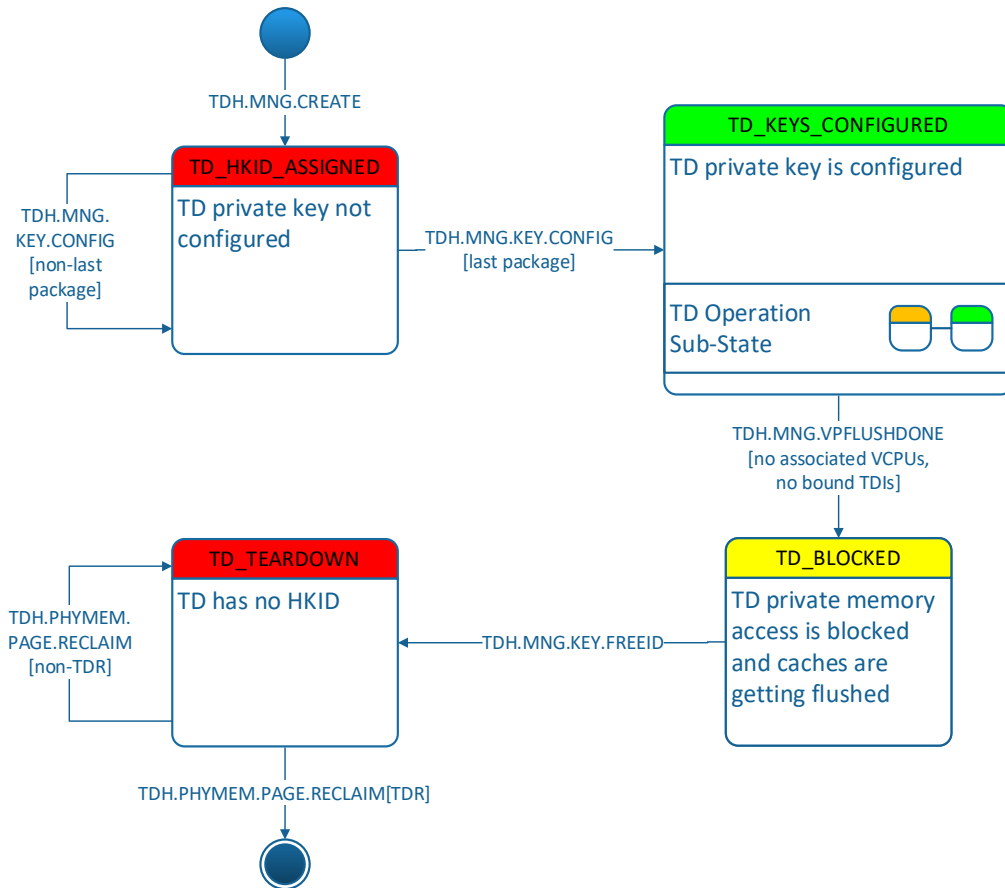 TDH.MNG.CREATE
TD_HKID_ASSIGNED
TD private key not
configured
TDH.MNG.
KEY.CONFIG
[non-last
package]
TDH.MNG.KEY.CONFIG
[last package]
TD_KEYS_CONFIGURED
TD private key is configured
TD Operation
Sub-State
TDH.MNG.VPFLUSHDONE
[no associated VCPUs,
no bound TDIs]
TD_BLOCKED
TD private memory
access is blocked
and caches are
getting flushed
TDH.MNG.KEY.FREEID
TD_TEARDOWN
TD has no HKID
TDH.PHYMEM.
PAGE.RECLAIM
[non-TDR]
TDH.PHYMEM.PAGE.RECLAIM[TDR]